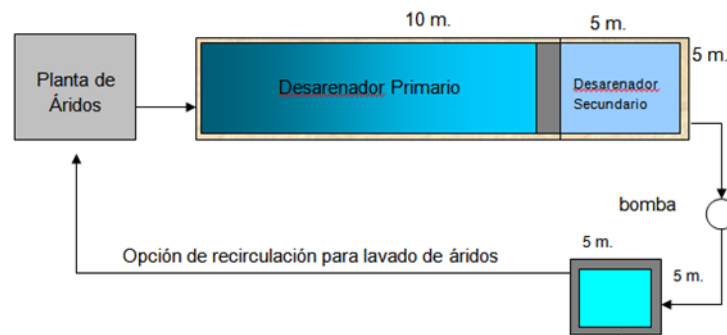 10 m.
5 m.
5 m.
Planta de
Áridos
Desarenador Primario
Desarenador
Secundario
bomba
Opción de recirculación para lavado de áridos
5 m.
5 m.